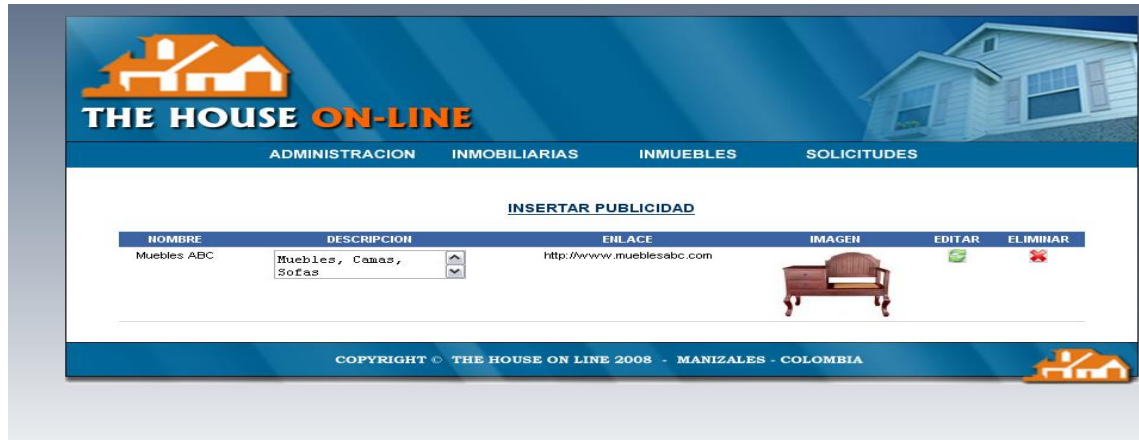 THE HOUSE ON-LINE
ADMINISTRACION INMOBILIARIAS INMUEBLES SOLICITUDES
INSERTAR PUBLICIDAD
NOMBRE DESCRIPCION ENLACE IMAGEN EDITAR ELIMINAR
Muebles ABC Muebles, Camas, http://www.mueblesabc.com
Sofas
COPYRIGHT © THE HOUSE ON LINE 2008 - MANIZALES - COLOMBIA